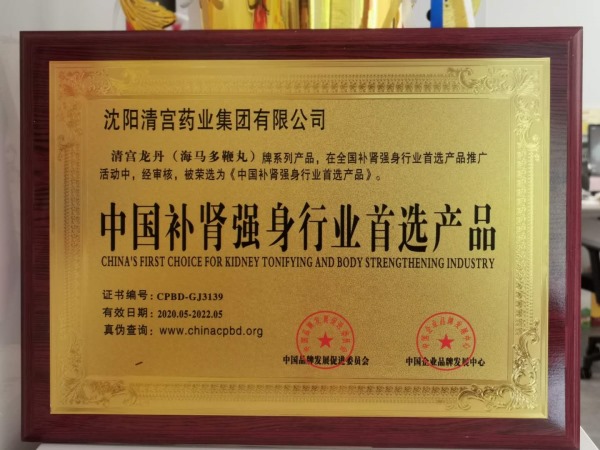 沈阳清宫药业集团有限公司
清宫龙丹（海马多鞭丸）牌系列产品，在全国补肾强身行业首选产品推广
活动中，经审核，被荣选为《中国补肾强身行业首选产品》。
中国补肾强身行业首选产品
CHINA'S FIRST CHOICE FOR KIDNEY TONIFYING AND BODY STRENGTHENING INDUSTRY
证书编号：CPBD-GJ3139
有效日期：2020.05-2022.05
真伪查询：www.chinacpbd.org
中国品牌发展促进委员会
中国企业品牌发展中心